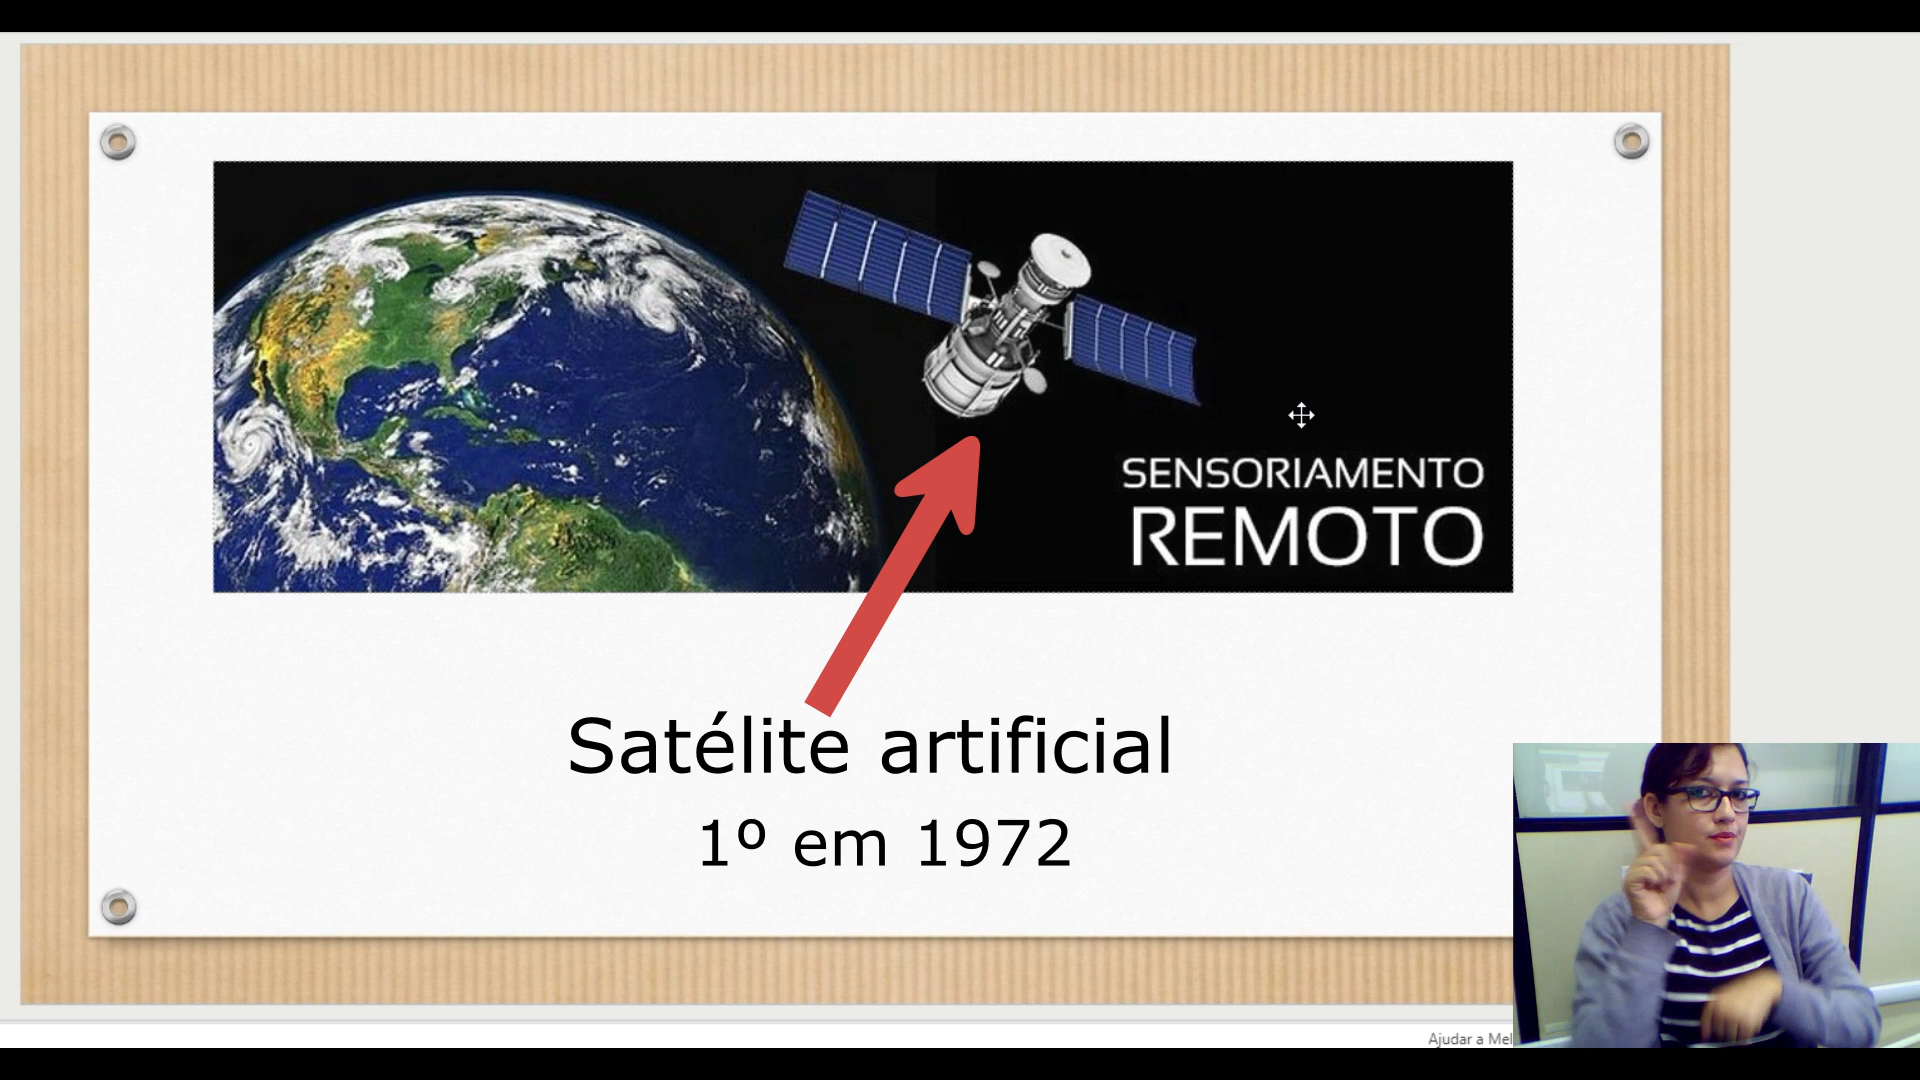 SENSORIAMENTO
REMOTO
Satélite artificial
1º em 1972
Ajudar a Mel